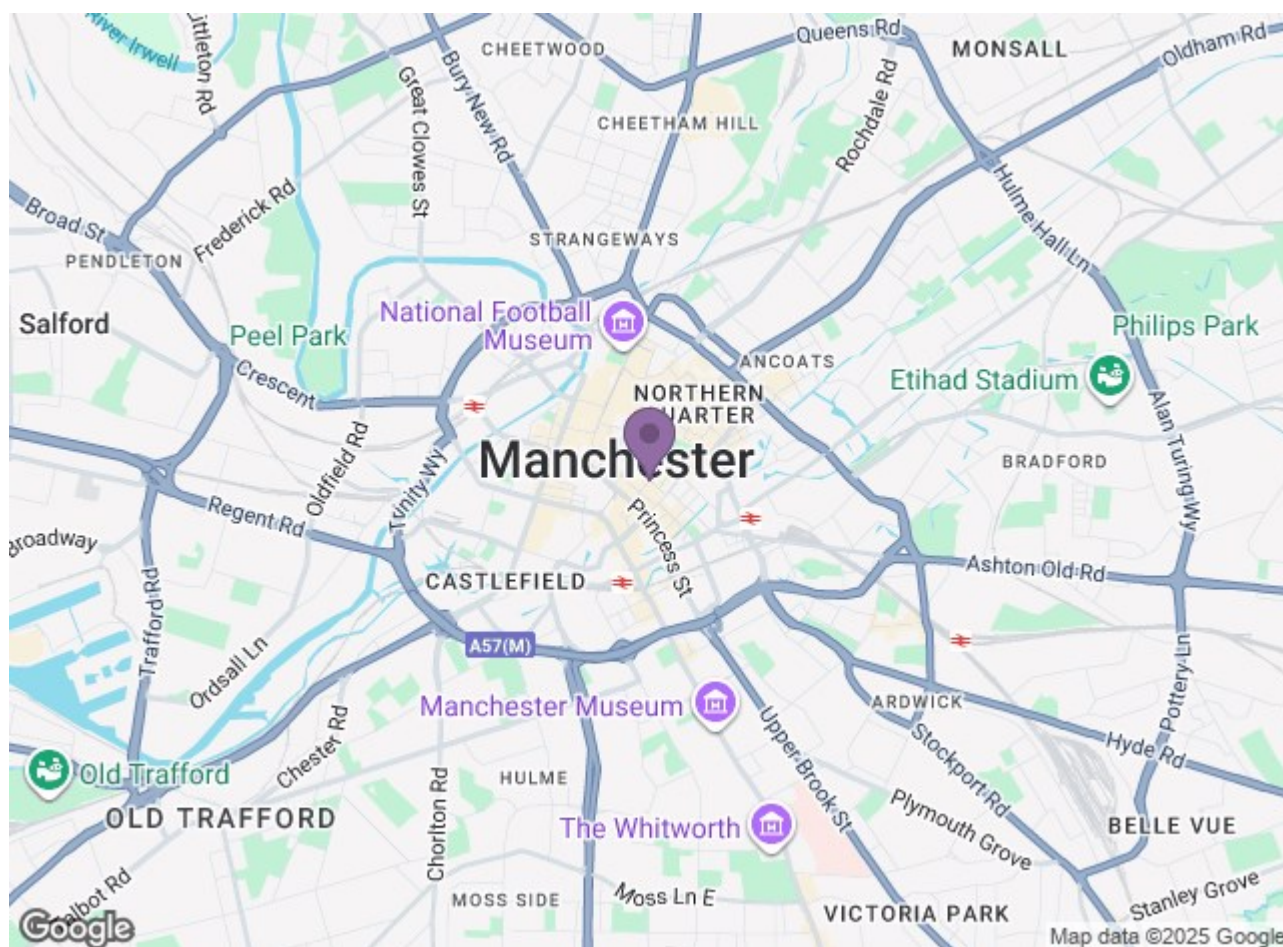 River Irwell
Littleton Rd
CHEETWOOD
Queens Rd
MONSALL
Oldham Rd
Great Clowes St
Bury New Rd
CHEETHAM HILL
Rochdale Rd
Hulme Hall Ln
Broad St
Frederick Rd
STRANGEWAYS
PENDLETON
Salford
Peel Park
National Football
Museum
Philips Park
ANCOATS
Crescent
Etihad Stadium
NORTHERN
Alan Turing Wy
Oldfield Rd
Manchester
BRADFORD
Trinity Wy
Regent Rd
Princess St
Broadway
Trafford Rd
CASTLEFIELD
Ashton Old Rd
Ordsall Ln
A57(M)
Pottery Ln
Manchester Museum
ARDWICK
Chester Rd
Upper Brook St
Stockport Rd
Hyde Rd
Old Trafford
HULME
OLD TRAFFORD
Chorlton Rd
Plymouth Grove
The Whitworth
BELLE VUE
Talbot Rd
MOSS SIDE
Moss Ln E
VICTORIA PARK
Stanley Grove
Google
Map data ©2025 Google